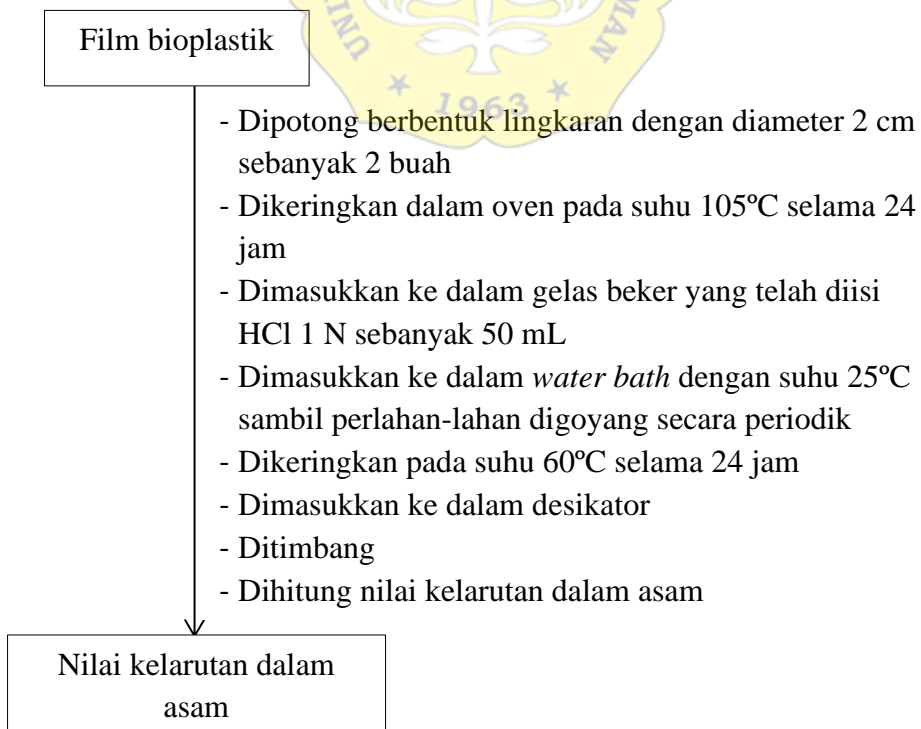 Film bioplastik
UNI
MAN
1963
- Dipotong berbentuk lingkaran dengan diameter 2 cm
sebanyak 2 buah
- Dikeringkan dalam oven pada suhu 105ºC selama 24
jam
- Dimasukkan ke dalam gelas beker yang telah diisi
HCl 1 N sebanyak 50 mL
- Dimasukkan ke dalam water bath dengan suhu 25ºC
sambil perlahan-lahan digoyang secara periodik
- Dikeringkan pada suhu 60ºC selama 24 jam
- Dimasukkan ke dalam desikator
- Ditimbang
- Dihitung nilai kelarutan dalam asam
Nilai kelarutan dalam
asam